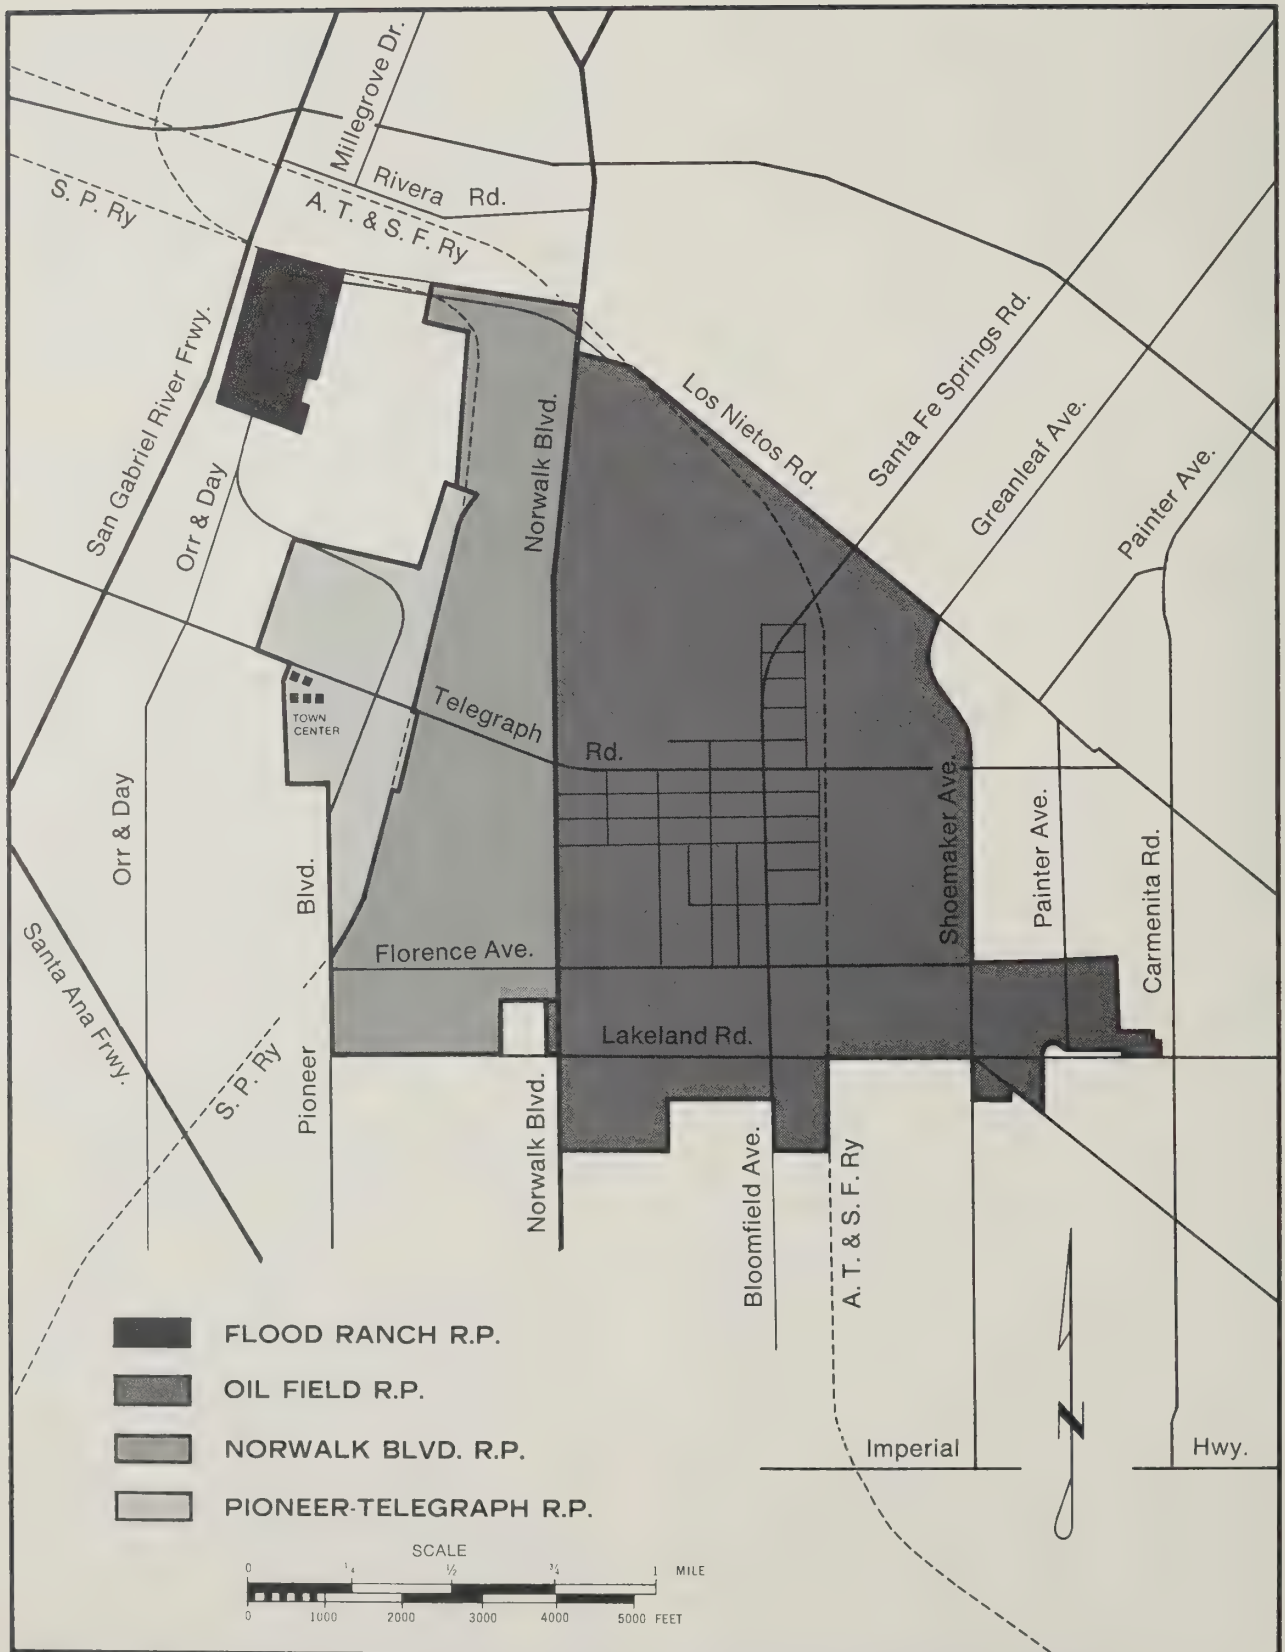 Millegrove Dr.
S. P. Ry
Rivera Rd.
A. T. & S. F. Ry
San Gabriel River Frwy.
Orr & Day
Norwalk Blvd.
Los Nietos Rd.
Santa Fe Springs Rd.
Greanleaf Ave.
Painter Ave.
TOWN
CENTER
Telegraph Rd.
Orr & Day
Shoemaker Ave.
Painter Ave.
Carmenita Rd.
Santa Ana Frwy.
Blvd.
Florence Ave.
Lakeland Rd.
S. P. Ry
Pioneer
Norwalk Blvd.
Bloomfield Ave.
A. T. & S. F. Ry
N
Imperial Hwy.
FLOOD RANCH R.P.
OIL FIELD R.P.
NORWALK BLVD. R.P.
PIONEER-TELEGRAPH R.P.
SCALE
0 1/4 1/2 3/4 1 MILE
0 1000 2000 3000 4000 5000 FEET